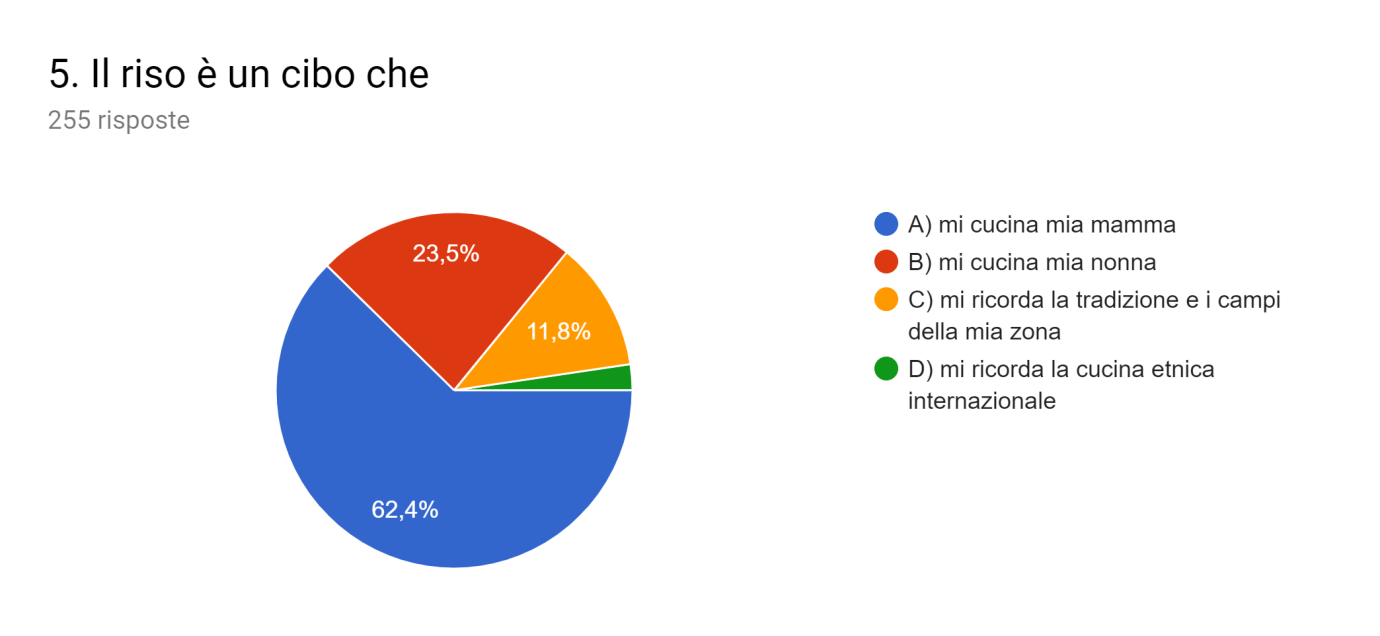 5. Il riso è un cibo che
255 risposte
23,5%
11,8%
62,4%
A) mi cucina mia mamma
B) mi cucina mia nonna
C) mi ricorda la tradizione e i campi
della mia zona
D) mi ricorda la cucina etnica
internazionale